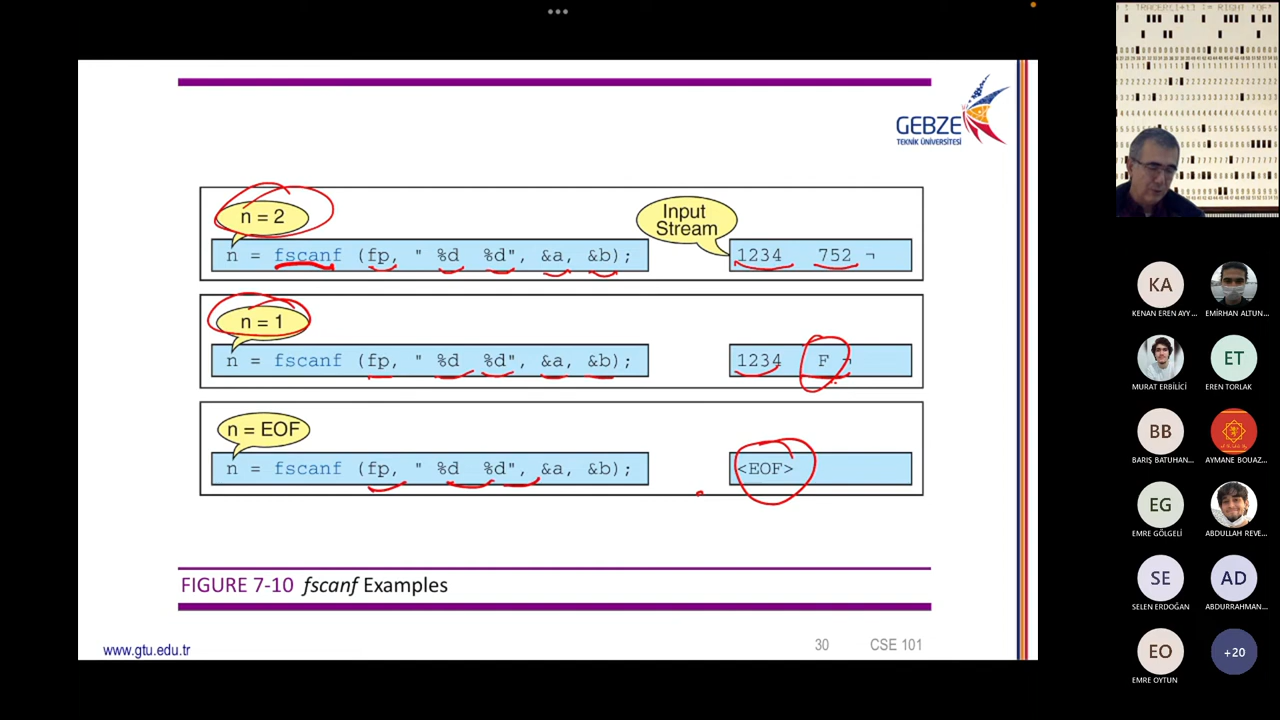 GEBZE
TEKNİK ÜNİVERSİTESİ
n = 2
Input
Stream
n = fscanf (fp, " %d %d", &a, &b);
1234 752 ¬
n = 1
n = fscanf (fp, " %d %d", &a, &b);
1234 F ¬
n = EOF
n = fscanf (fp, " %d %d", &a, &b);
<EOF>
FIGURE 7-10 fscanf Examples
www.gtu.edu.tr
30
CSE 101
KA
KENAN EREN AYY...
EMİRHAN ALTUN...
MURAT ERBİLİCİ
ET
EREN TORLAK
BB
BARIŞ BATUHAN...
AYMANE BOUAZ...
EG
EMRE GÖLGELİ
ABDULLAH REVE...
SE
SELEN ERDOĞAN
AD
ABDURRAHMAN...
EO
EMRE OYTUN
+20